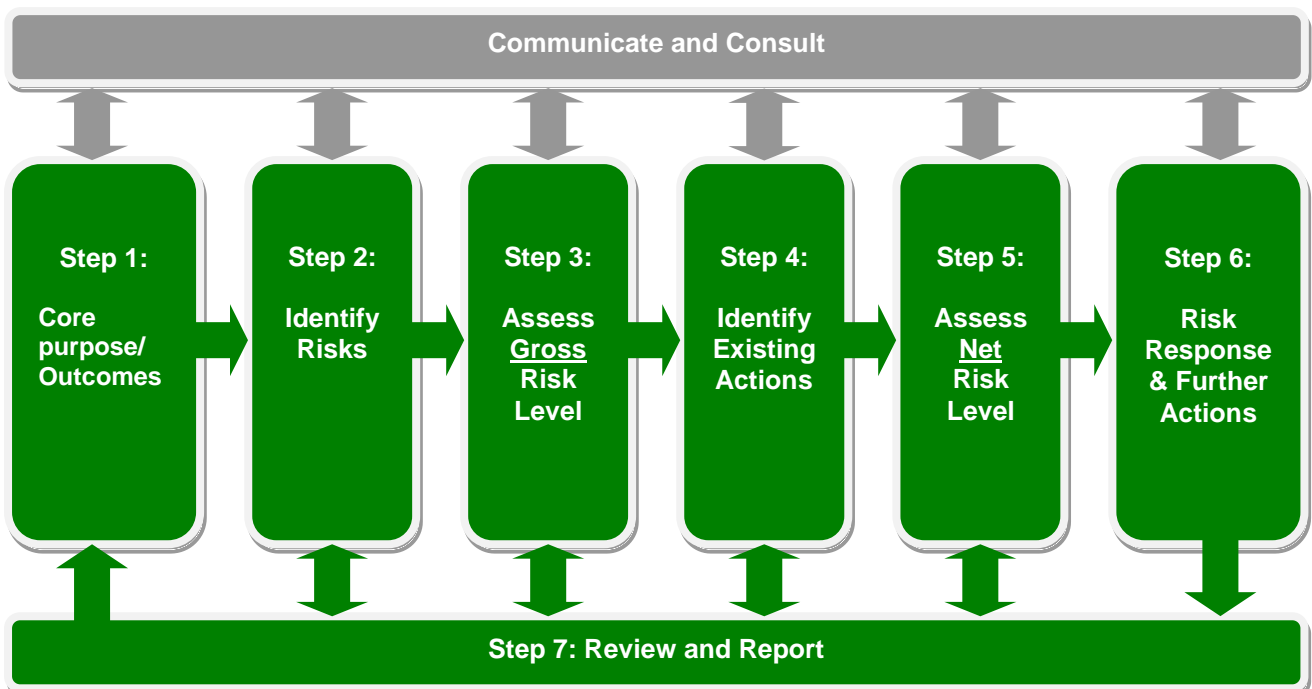 Communicate and Consult
Step 1:
Core
purpose/
Outcomes
Step 2:
Identify
Risks
Step 3:
Assess
Gross
Risk
Level
Step 4:
Identify
Existing
Actions
Step 5:
Assess
Net
Risk
Level
Step 6:
Risk
Response
& Further
Actions
Step 7: Review and Report